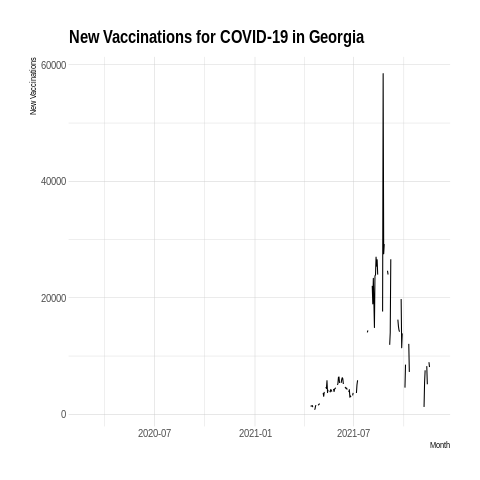 New Vaccinations for COVID-19 in Georgia
New Vaccinations
60000
40000
20000
0
2020-07
2021-01
2021-07
Month